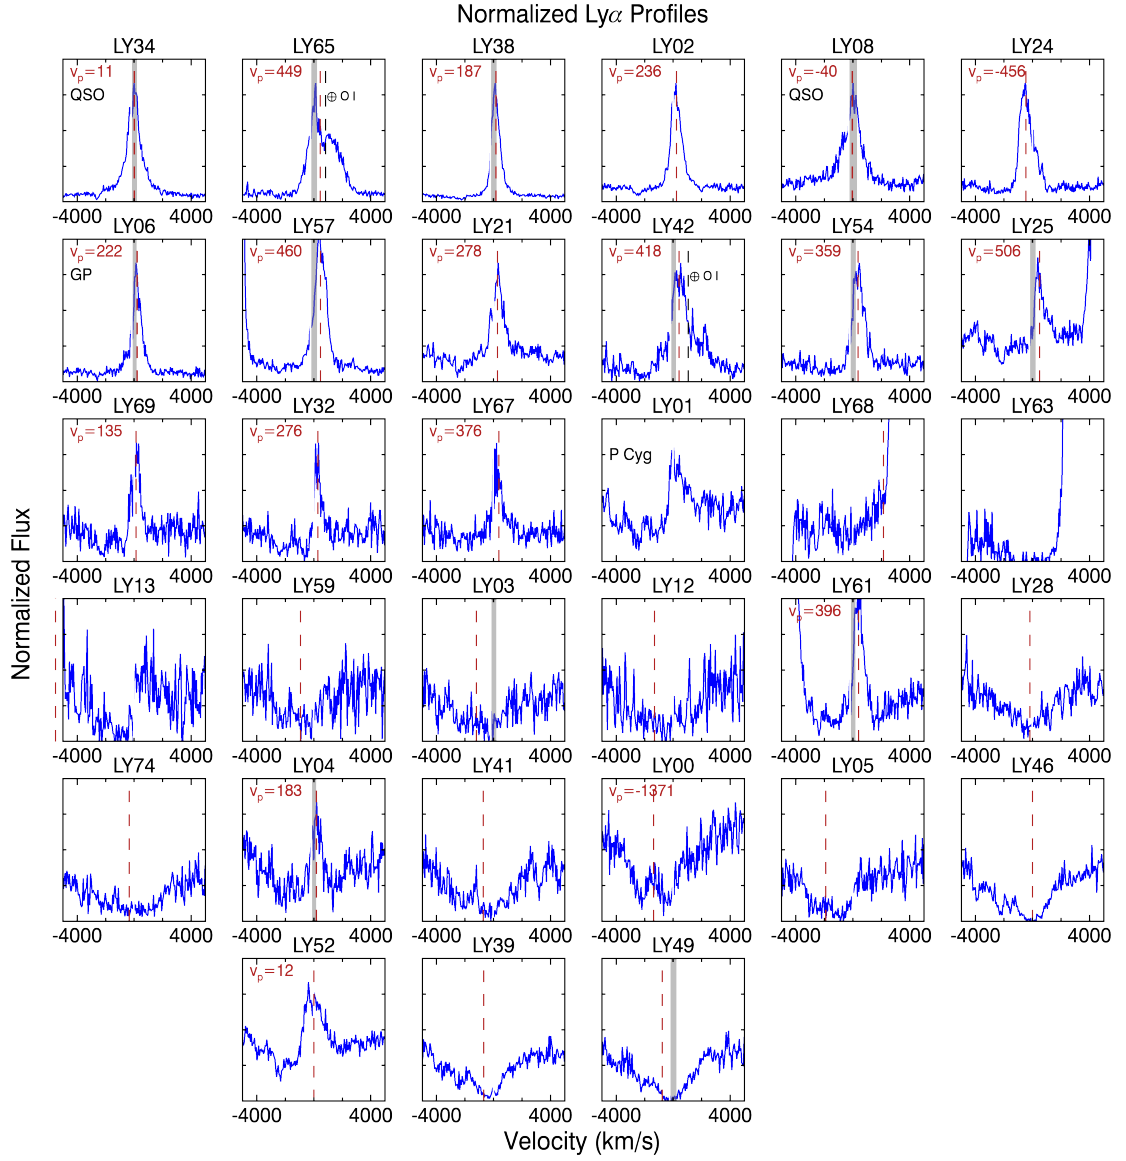 Normalized Lyα Profiles
LY34 LY65 LY38 LY02 LY08 LY24
vp=11 vp=449 vp=187 vp=236 vp=-40 vp=-456
QSO ⊕ O I QSO
-4000 4000 -4000 4000 -4000 4000 -4000 4000 -4000 4000 -4000 4000
LY06 LY57 LY21 LY42 LY54 LY25
vp=222 vp=460 vp=278 vp=418 vp=359 vp=506
GP ⊕ O I
-4000 4000 -4000 4000 -4000 4000 -4000 4000 -4000 4000 -4000 4000
LY69 LY32 LY67 LY01 LY68 LY63
vp=135 vp=276 vp=376
P Cyg
-4000 4000 -4000 4000 -4000 4000 -4000 4000 -4000 4000 -4000 4000
LY13 LY59 LY03 LY12 LY61 LY28
vp=396
-4000 4000 -4000 4000 -4000 4000 -4000 4000 -4000 4000 -4000 4000
LY74 LY04 LY41 LY00 LY05 LY46
vp=183 vp=-1371
-4000 4000 -4000 4000 -4000 4000 -4000 4000 -4000 4000 -4000 4000
LY52 LY39 LY49
vp=12
-4000 4000 -4000 4000 -4000 4000
Velocity (km/s)
Normalized Flux